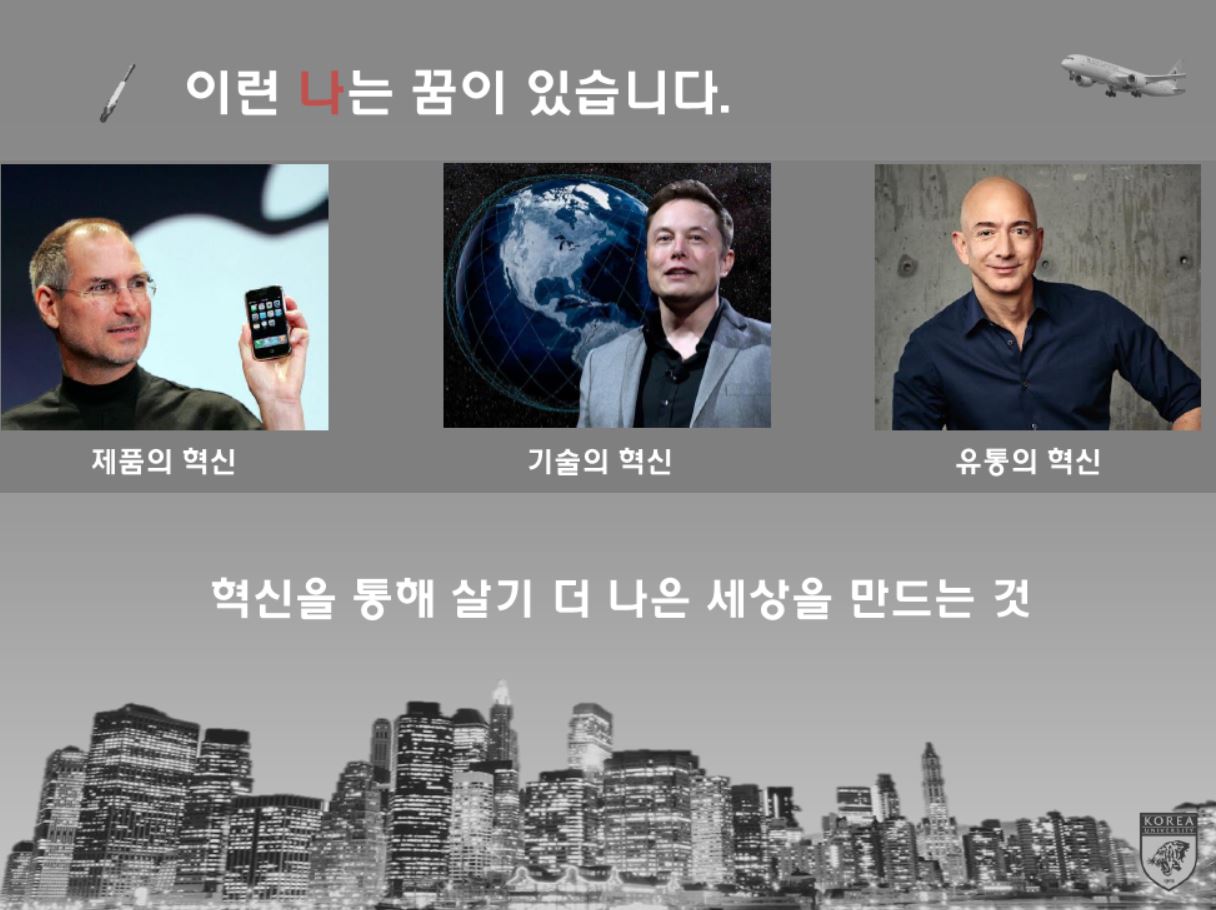 이런 나는 꿈이 있습니다.
제품의 혁신
기술의 혁신
유통의 혁신
혁신을 통해 살기 더 나은 세상을 만드는 것
KOREA
UNIVERSITY